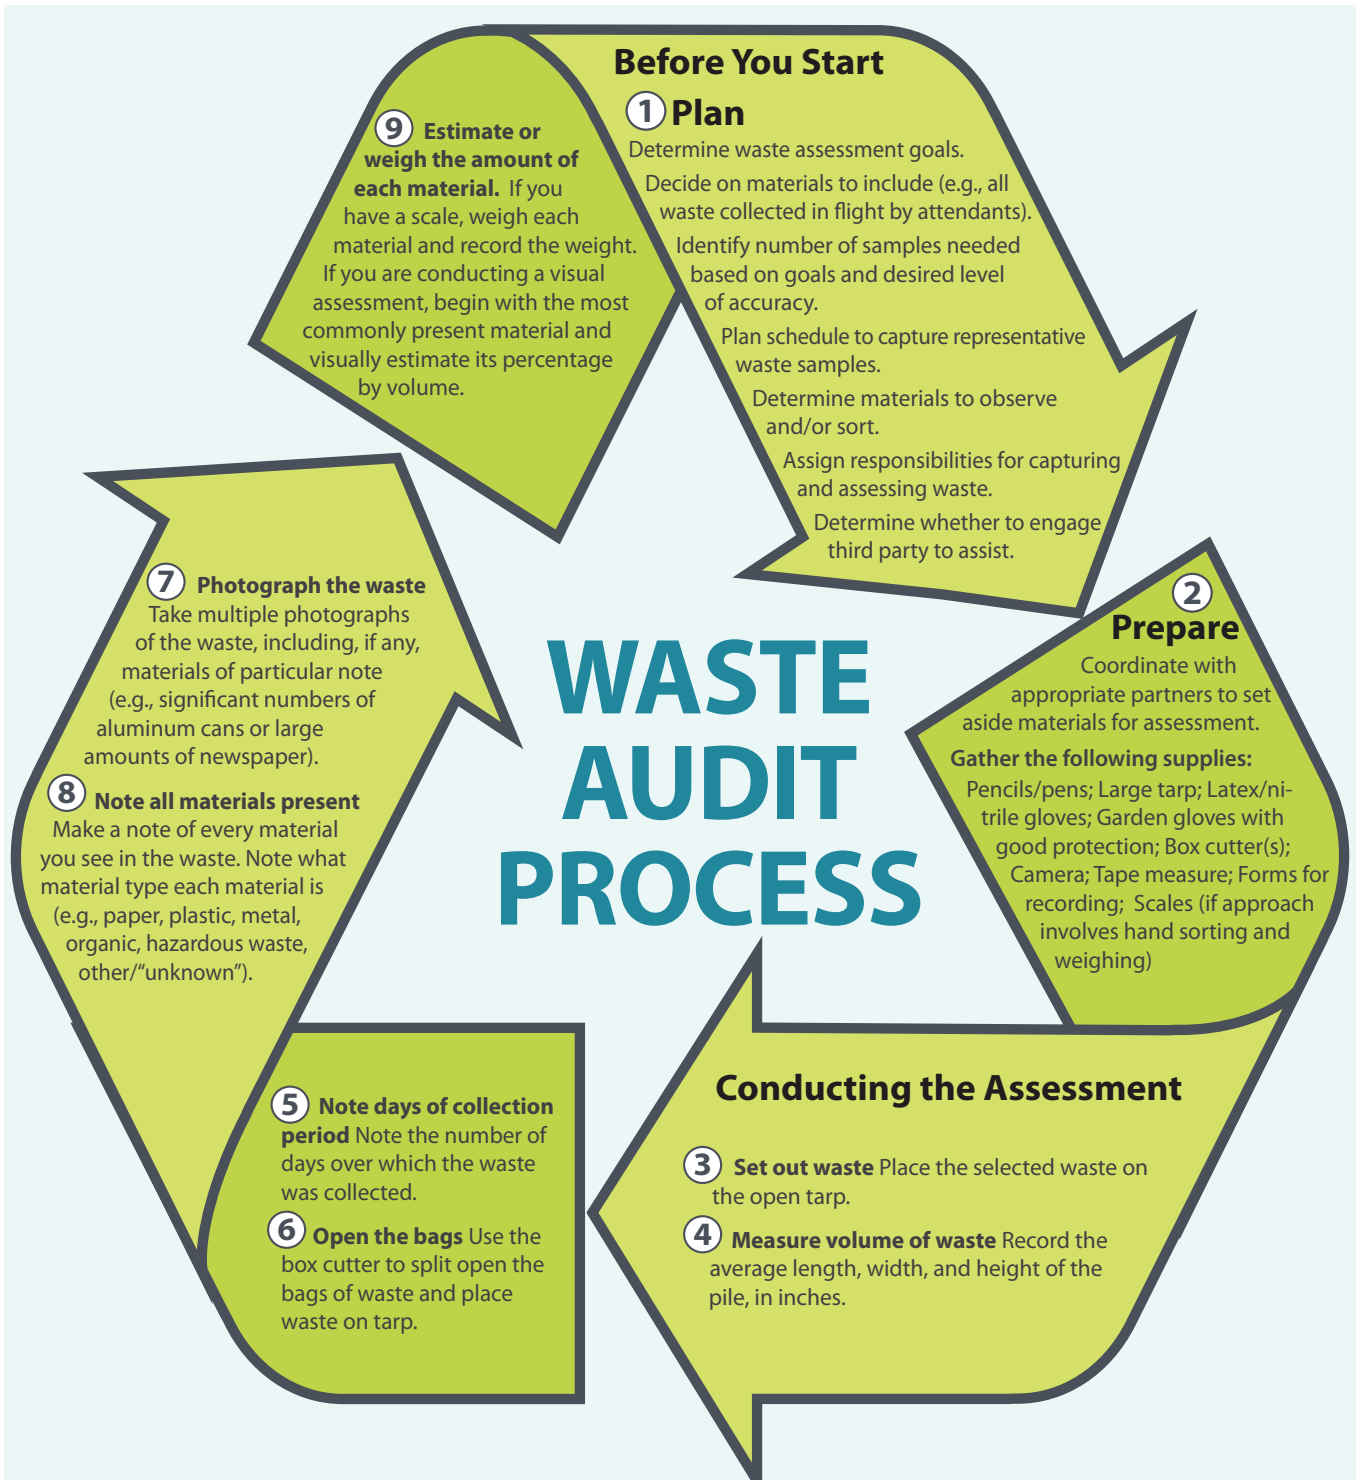 Before You Start
1 Plan
Determine waste assessment goals.
Decide on materials to include (e.g., all
waste collected in flight by attendants).
Identify number of samples needed
based on goals and desired level
of accuracy.
Plan schedule to capture representative
waste samples.
Determine materials to observe
and/or sort.
Assign responsibilities for capturing
and assessing waste.
Determine whether to engage
third party to assist.
2
Prepare
Coordinate with
appropriate partners to set
aside materials for assessment.
Gather the following supplies:
Pencils/pens; Large tarp; Latex/ni-
trile gloves; Garden gloves with
good protection; Box cutter(s);
Camera; Tape measure; Forms for
recording; Scales (if approach
involves hand sorting and
weighing)
Conducting the Assessment
3 Set out waste Place the selected waste on
the open tarp.
4 Measure volume of waste Record the
average length, width, and height of the
pile, in inches.
5 Note days of collection
period Note the number of
days over which the waste
was collected.
6 Open the bags Use the
box cutter to split open the
bags of waste and place
waste on tarp.
7 Photograph the waste
Take multiple photographs
of the waste, including, if any,
materials of particular note
(e.g., significant numbers of
aluminum cans or large
amounts of newspaper).
8 Note all materials present
Make a note of every material
you see in the waste. Note what
material type each material is
(e.g., paper, plastic, metal,
organic, hazardous waste,
other/“unknown”).
9 Estimate or
weigh the amount of
each material. If you
have a scale, weigh each
material and record the weight.
If you are conducting a visual
assessment, begin with the most
commonly present material and
visually estimate its percentage
by volume.
WASTE
AUDIT
PROCESS